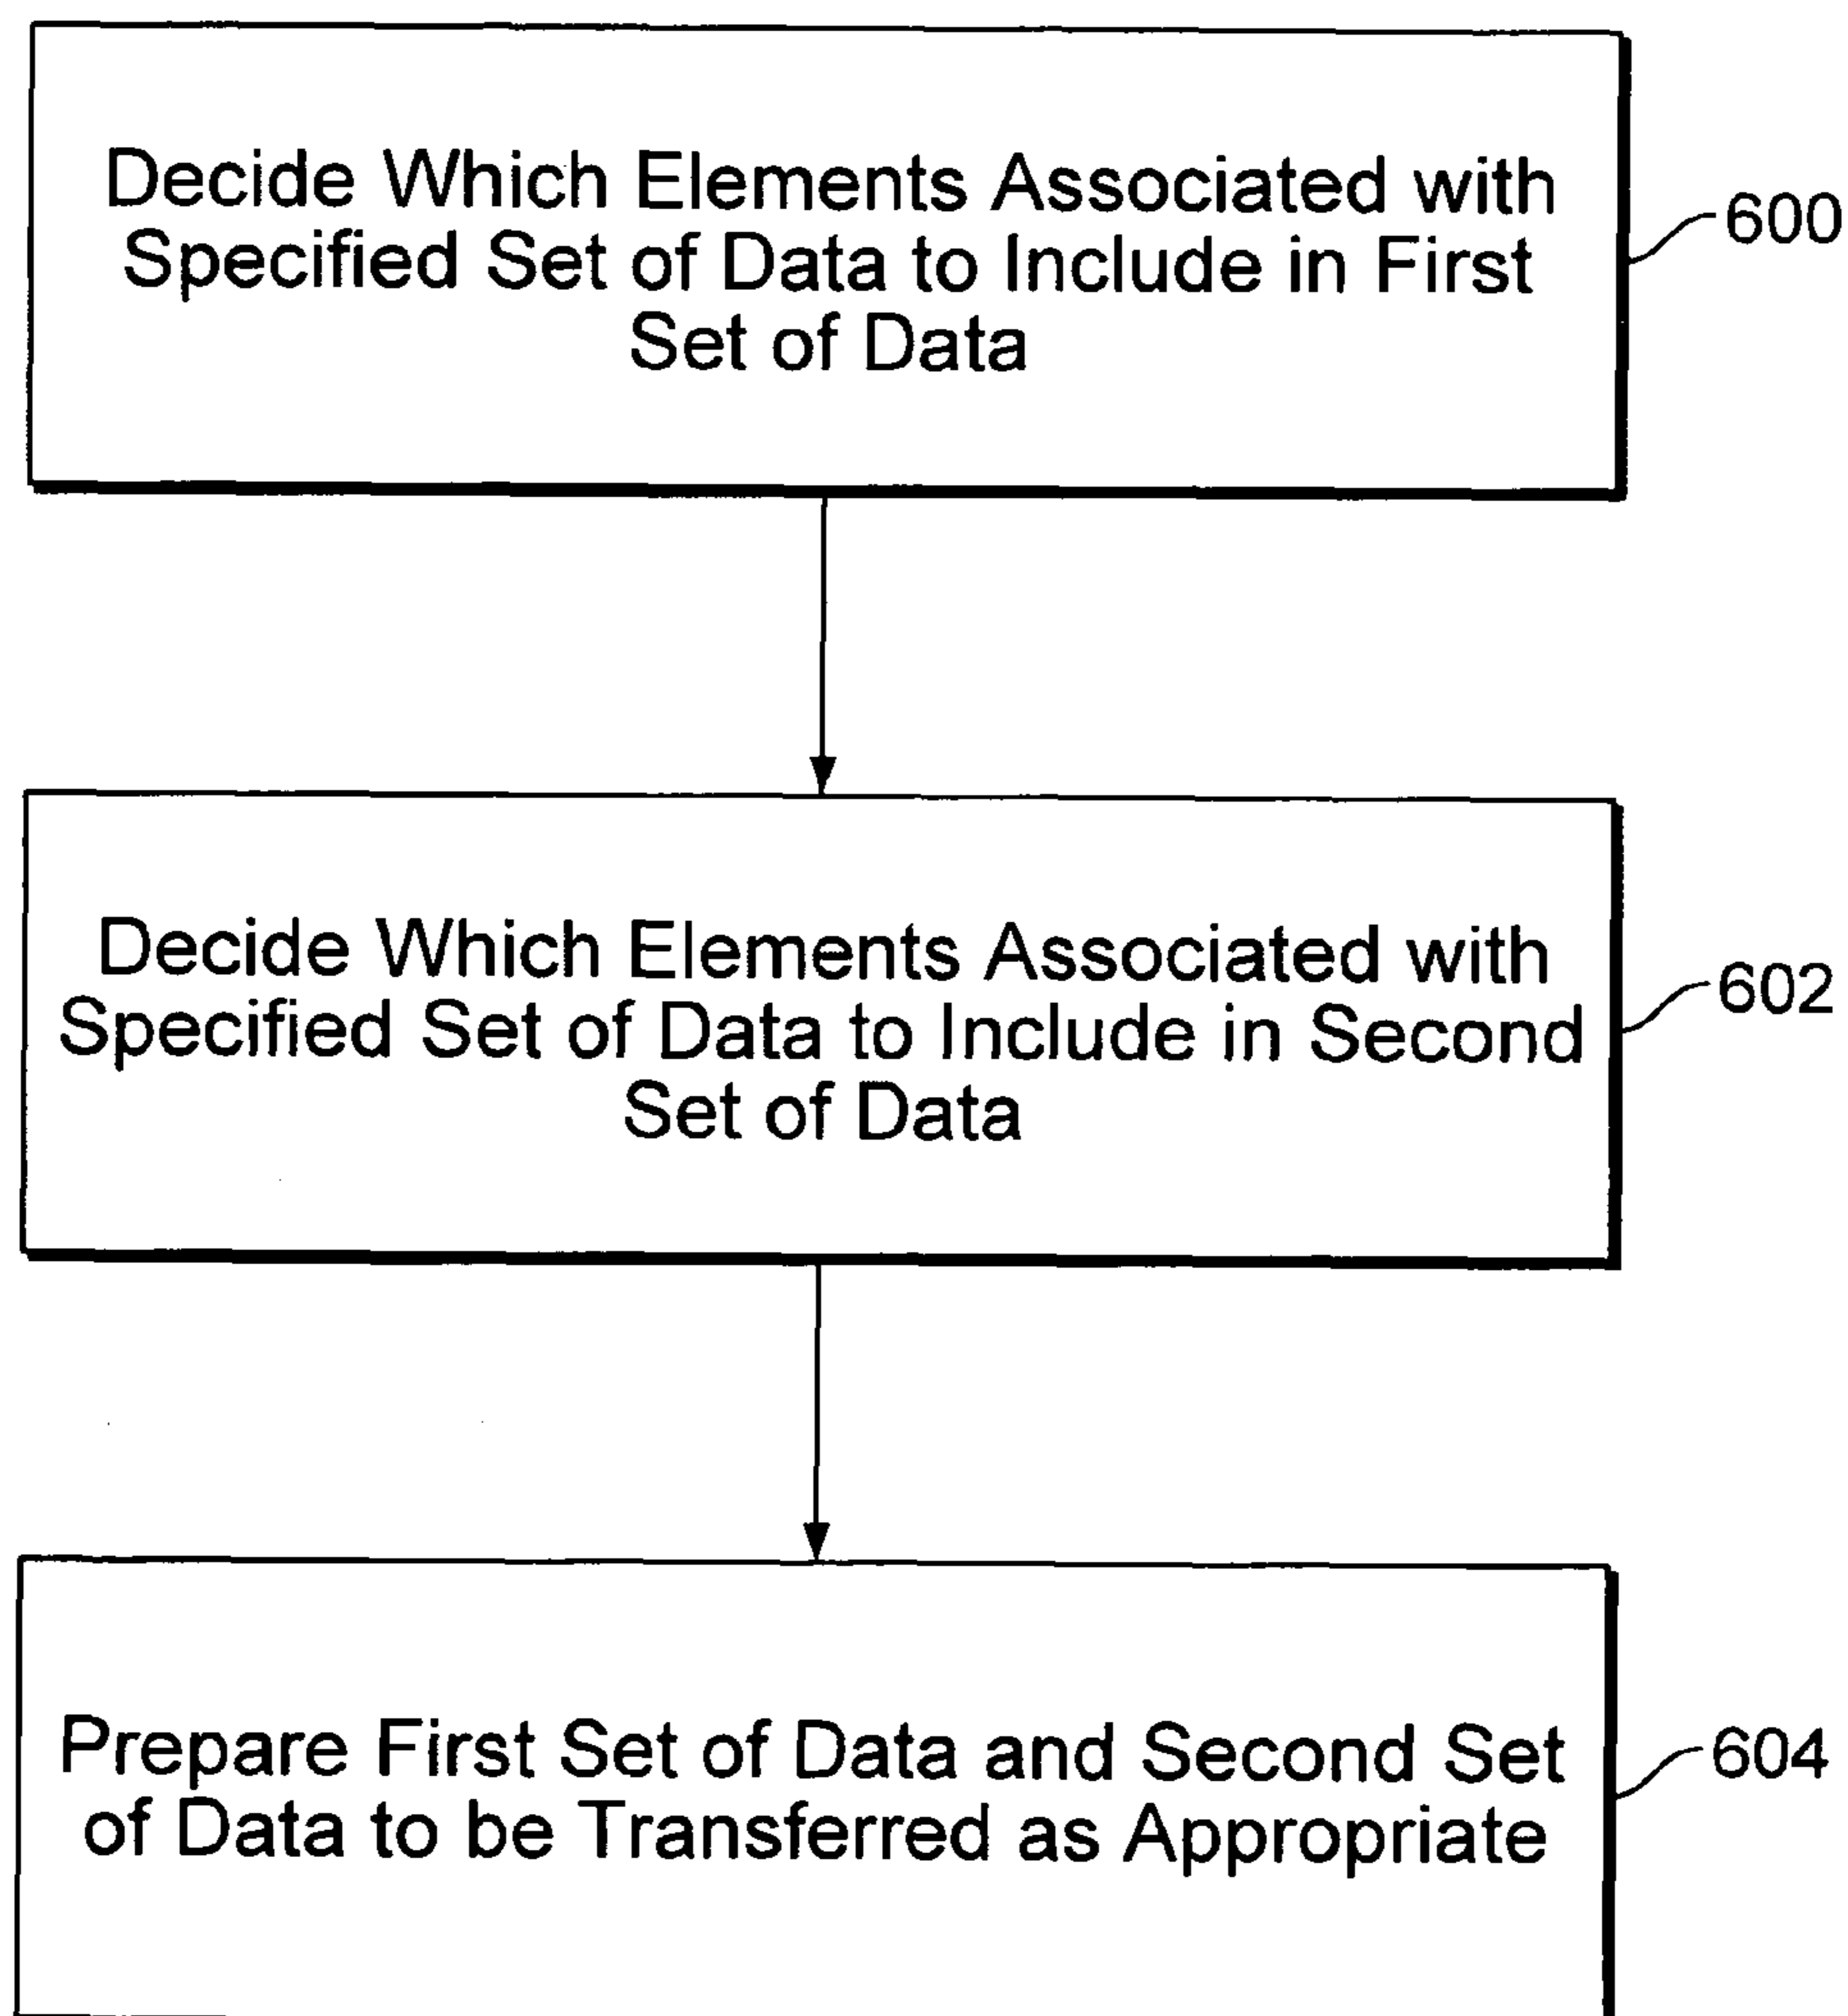 Decide Which Elements Associated with
Specified Set of Data to Include in First
Set of Data
600
Decide Which Elements Associated with
Specified Set of Data to Include in Second
Set of Data
602
Prepare First Set of Data and Second Set
of Data to be Transferred as Appropriate
604